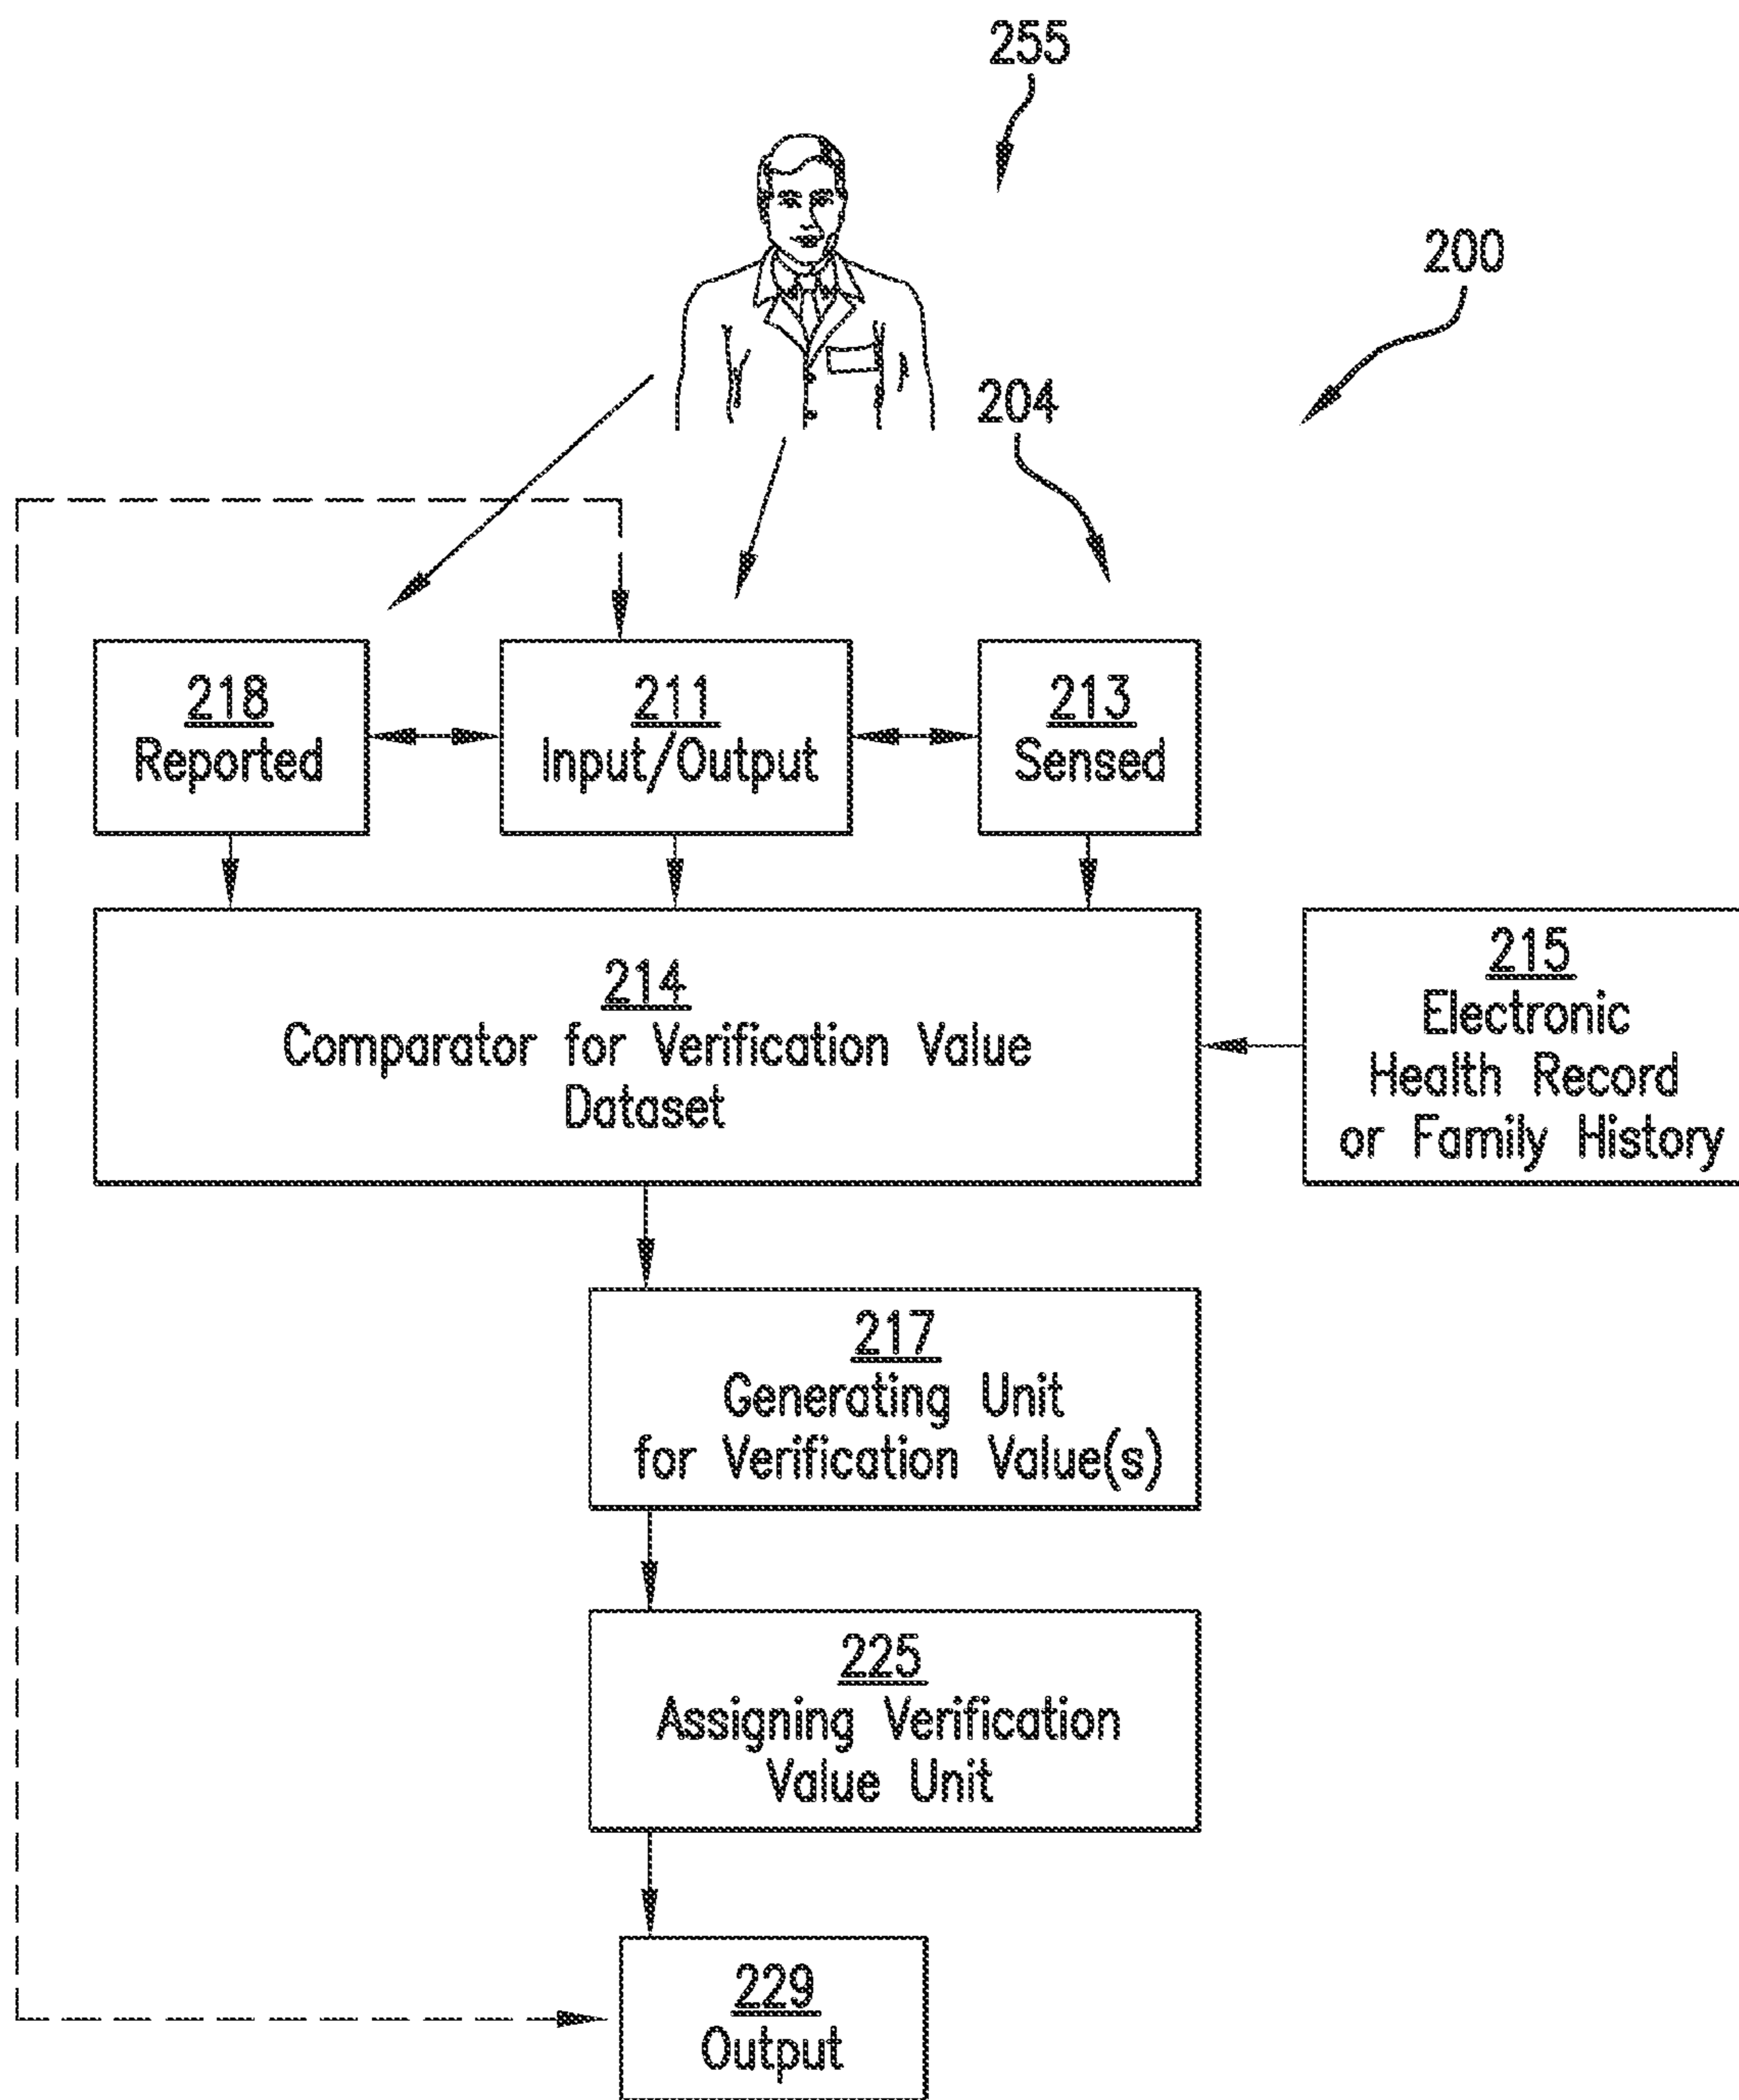 255
200
204
218
Reported
211
Input/Output
213
Sensed
214
Comparator for Verification Value
Dataset
215
Electronic
Health Record
or Family History
217
Generating Unit
for Verification Value(s)
225
Assigning Verification
Value Unit
229
Output